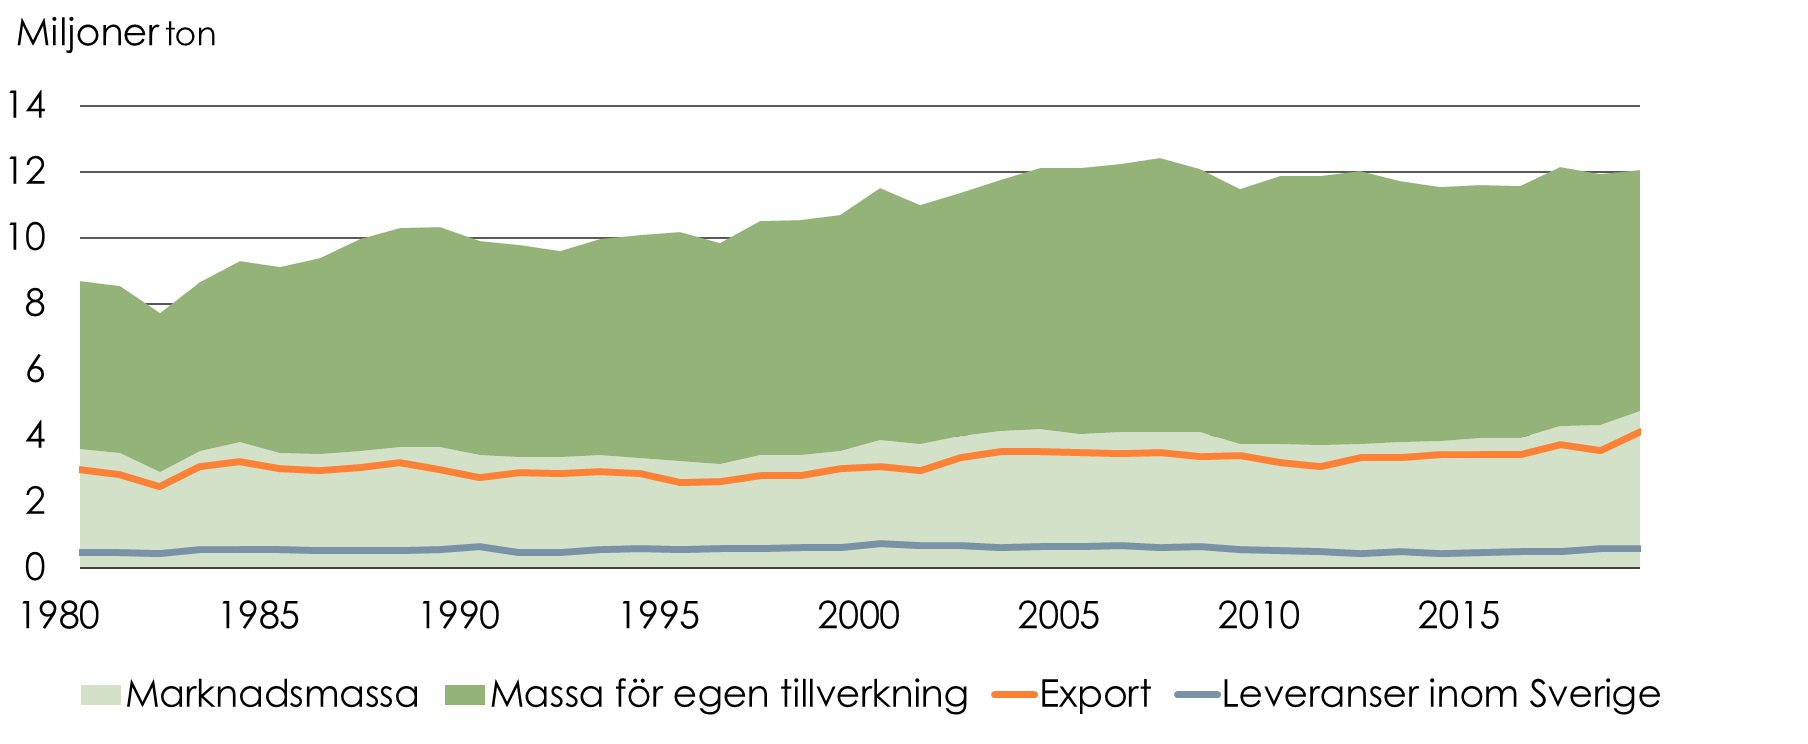 Miljoner ton
14
12
10
8
6
4
2
0
1980 1985 1990 1995 2000 2005 2010 2015
Marknadsmassa Massa för egen tillverkning Export Leveranser inom Sverige